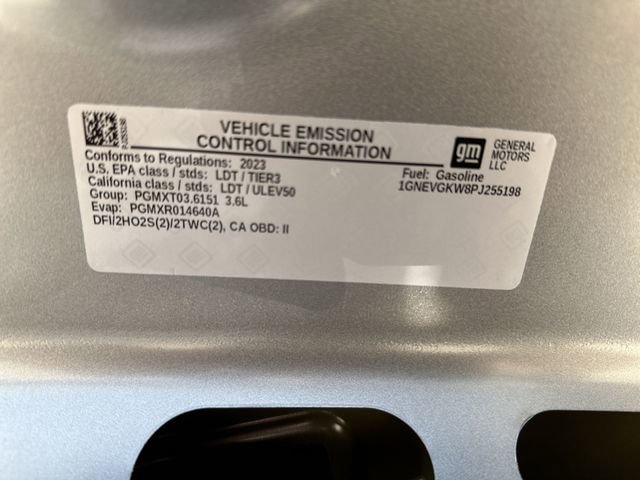 VEHICLE EMISSION
CONTROL INFORMATION
gm
GENERAL
MOTORS
LLC
Conforms to Regulations: 2023
U.S. EPA class / stds: LDT / TIER3
California class / stds: LDT / ULEV50
Group: PGMXT03.6151 3.6L
Evap: PGMXR014640A
DFI/2HO2S(2)/2TWC(2), CA OBD: II
Fuel: Gasoline
1GNEVGKW8PJ255198